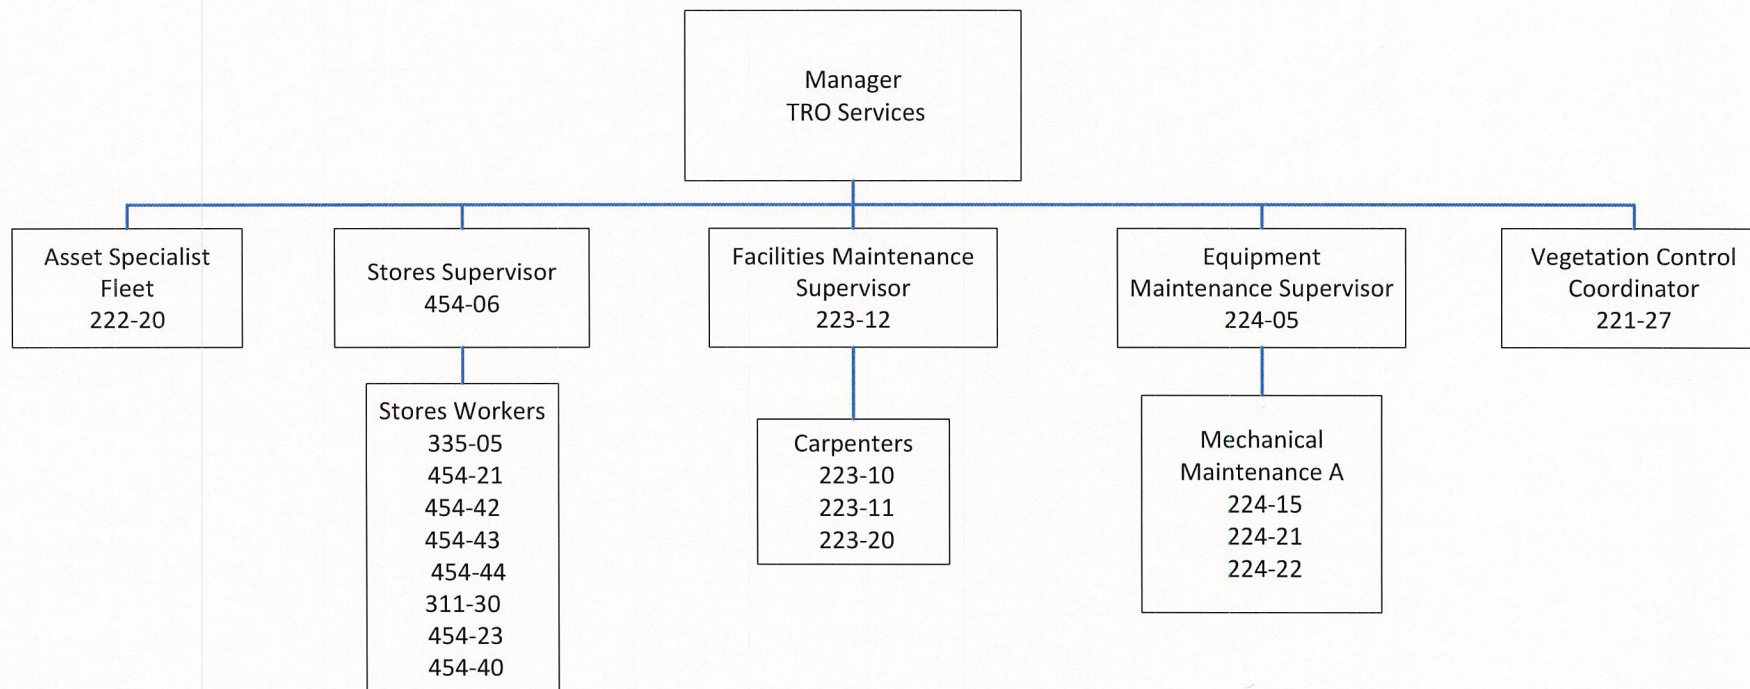 Manager
TRO Services
Asset Specialist
Fleet
222-20
Stores Supervisor
454-06
Facilities Maintenance
Supervisor
223-12
Equipment
Maintenance Supervisor
224-05
Vegetation Control
Coordinator
221-27
Stores Workers
335-05
454-21
454-42
454-43
454-44
311-30
454-23
454-40
Carpenters
223-10
223-11
223-20
Mechanical
Maintenance A
224-15
224-21
224-22